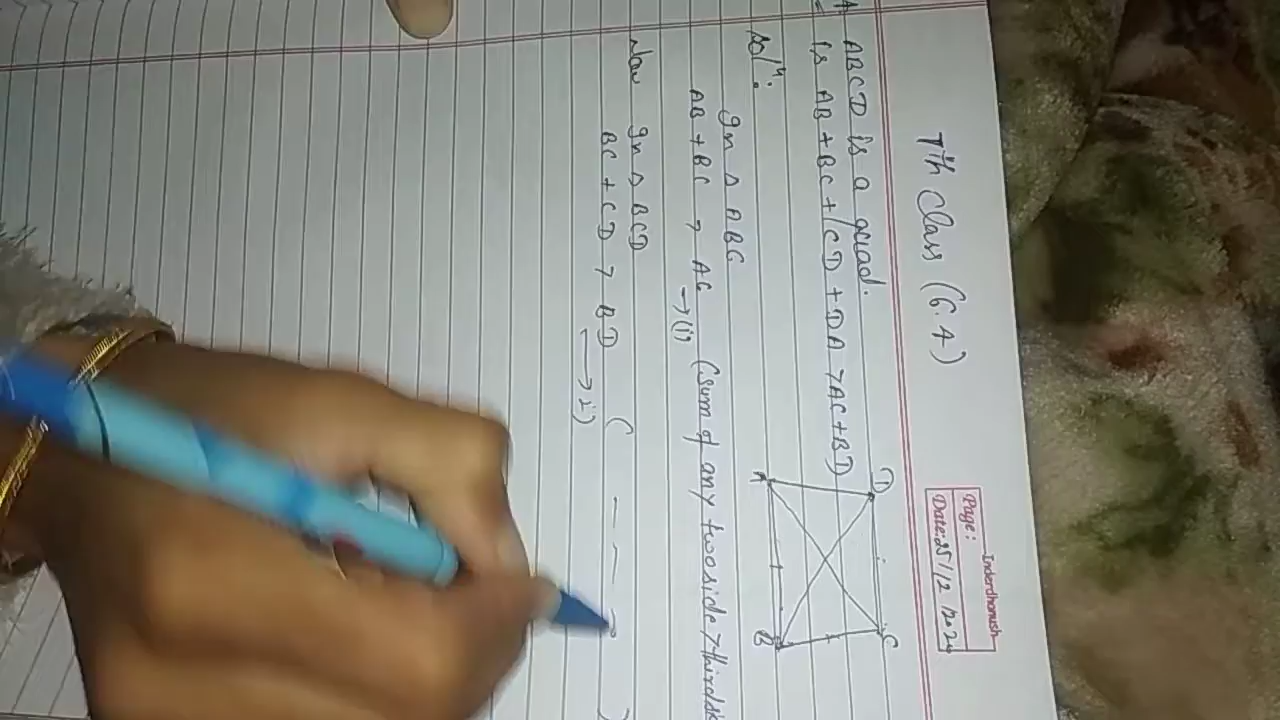 Inderdhanush
Page:
Date: 25/12/2024
7th Class (6.4)
4. ABCD is a quad.
is AB + BC + CD + DA > AC + BD
D C
A B
Soln:
In Δ ABC
AB + BC > AC (sum of any two side > third
→ (i)
Now In Δ BCD
BC + CD > BD ( — — — )
→ ii)